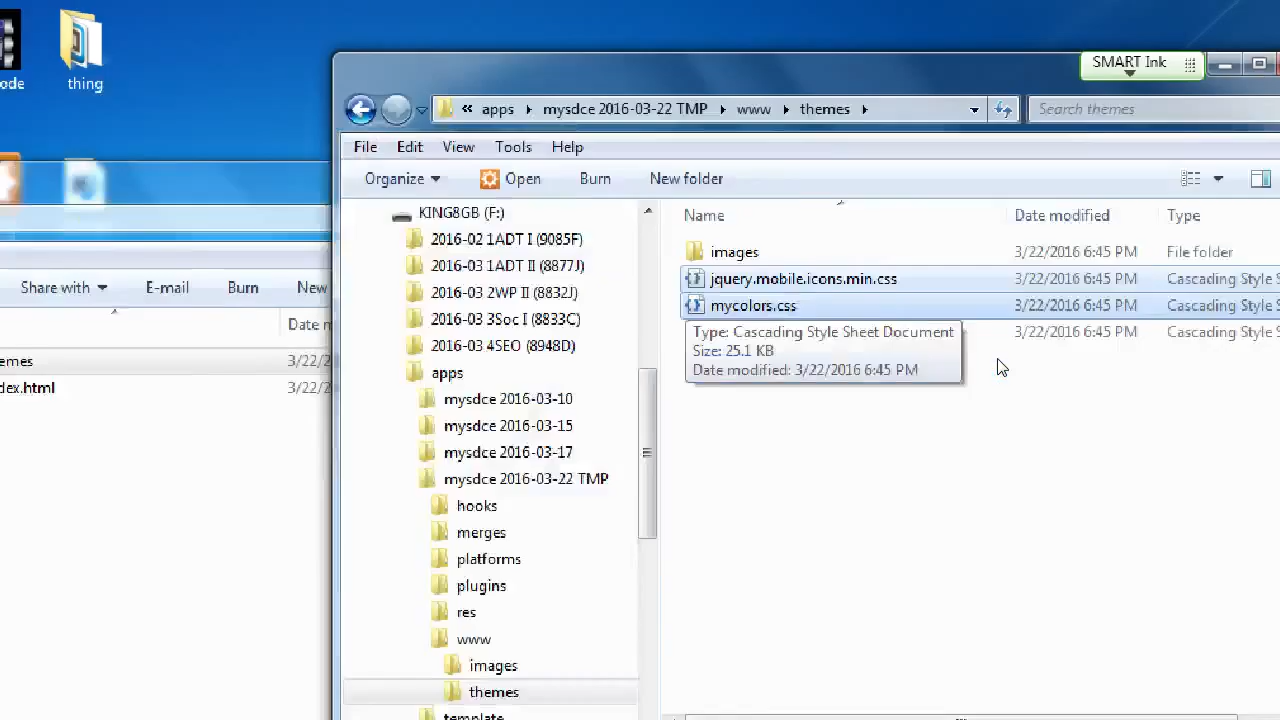 ode
thing
SMART Ink
« apps mysdce 2016-03-22 TMP www themes
Search themes
File Edit View Tools Help
Organize Open Burn New folder
Share with E-mail Burn New
Date m
emes 3/22/
dex.html 3/22/
KING8GB (F:)
2016-02 1ADT I (9085F)
2016-03 1ADT II (8877J)
2016-03 2WP II (8832J)
2016-03 3Soc I (8833C)
2016-03 4SEO (8948D)
apps
mysdce 2016-03-10
mysdce 2016-03-15
mysdce 2016-03-17
mysdce 2016-03-22 TMP
hooks
merges
platforms
plugins
res
www
images
themes
template
Name Date modified Type
images 3/22/2016 6:45 PM File folder
jquery.mobile.icons.min.css 3/22/2016 6:45 PM Cascading Style S
mycolors.css 3/22/2016 6:45 PM Cascading Style S
3/22/2016 6:45 PM Cascading Style S
Type: Cascading Style Sheet Document
Size: 25.1 KB
Date modified: 3/22/2016 6:45 PM